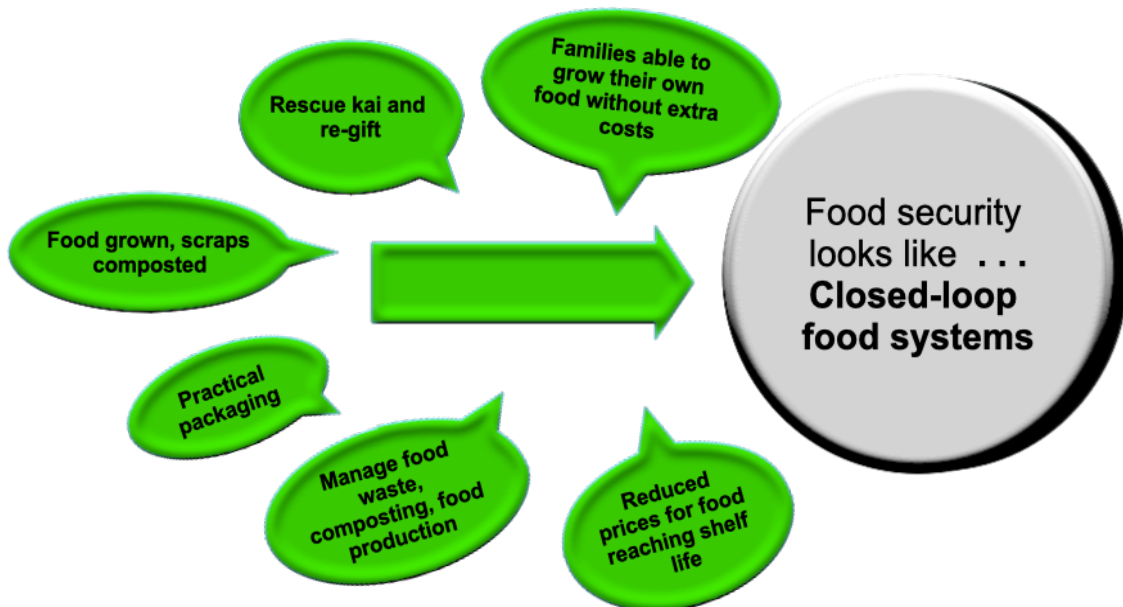 Families able to
grow their own
food without extra
costs
Rescue kai and
re-gift
Food grown, scraps
composted
Practical
packaging
Manage food
waste,
composting, food
production
Reduced
prices for food
reaching shelf
life
Food security
looks like . . .
Closed-loop
food systems